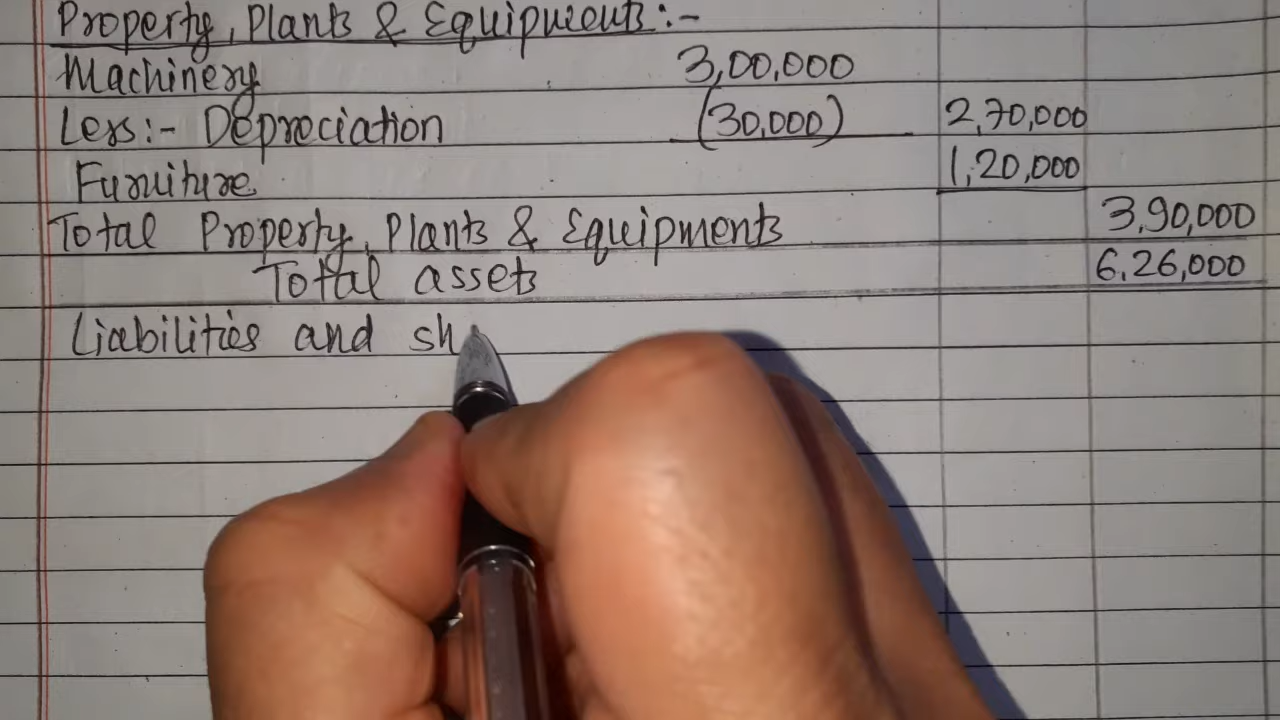 Property, Plants & Equipments:-
Machinery 3,00,000
Less:- Depreciation (30,000) 2,70,000
Furniture 1,20,000
Total Property, Plants & Equipments 3,90,000
Total assets 6,26,000
Liabilities and sh